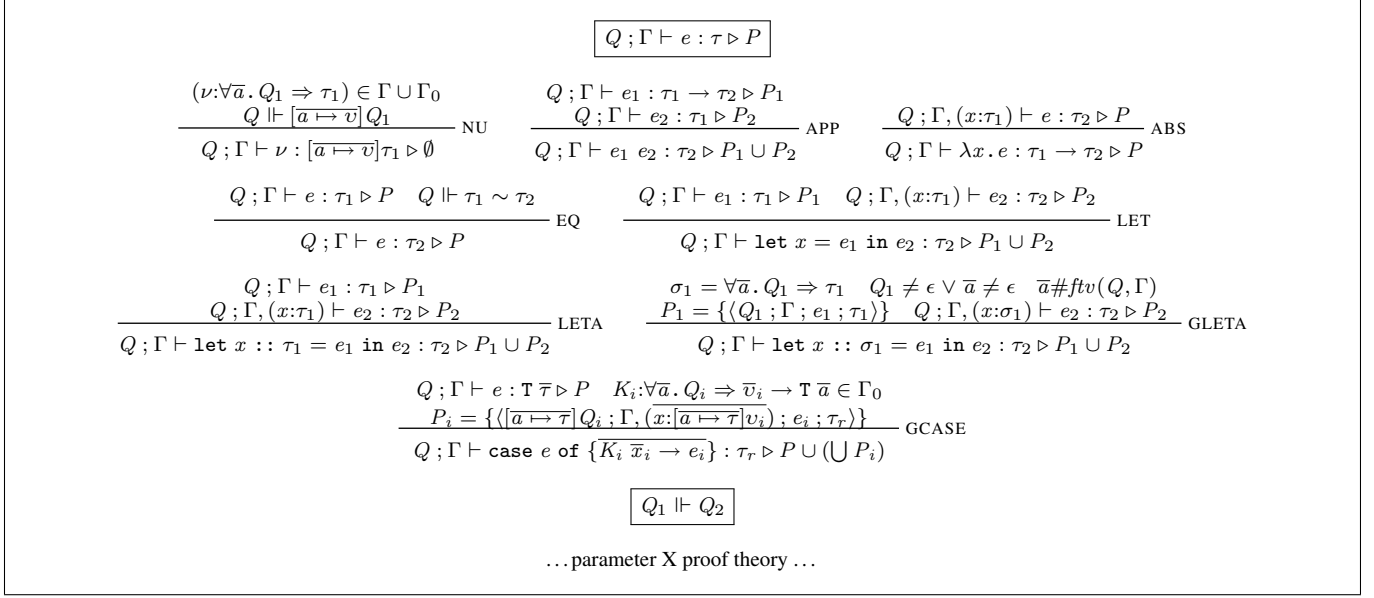 Q ; Γ ⊢ e : τ ▷ P
(ν:∀a̅ . Q₁ ⇒ τ₁) ∈ Γ ∪ Γ₀
Q ⊩ [a ↦ υ]̅ Q₁
NU
Q ; Γ ⊢ ν : [a ↦ υ]̅ τ₁ ▷ ∅
Q ; Γ ⊢ e₁ : τ₁ → τ₂ ▷ P₁
Q ; Γ ⊢ e₂ : τ₁ ▷ P₂
APP
Q ; Γ ⊢ e₁ e₂ : τ₂ ▷ P₁ ∪ P₂
Q ; Γ, (x:τ₁) ⊢ e : τ₂ ▷ P
ABS
Q ; Γ ⊢ λx . e : τ₁ → τ₂ ▷ P
Q ; Γ ⊢ e : τ₁ ▷ P Q ⊩ τ₁ ∼ τ₂
EQ
Q ; Γ ⊢ e : τ₂ ▷ P
Q ; Γ ⊢ e₁ : τ₁ ▷ P₁ Q ; Γ, (x:τ₁) ⊢ e₂ : τ₂ ▷ P₂
LET
Q ; Γ ⊢ let x = e₁ in e₂ : τ₂ ▷ P₁ ∪ P₂
Q ; Γ ⊢ e₁ : τ₁ ▷ P₁
Q ; Γ, (x:τ₁) ⊢ e₂ : τ₂ ▷ P₂
LETA
Q ; Γ ⊢ let x :: τ₁ = e₁ in e₂ : τ₂ ▷ P₁ ∪ P₂
σ₁ = ∀a̅ . Q₁ ⇒ τ₁ Q₁ ≠ ϵ ∨ a̅ ≠ ϵ a̅#ftv(Q, Γ)
P₁ = {⟨Q₁ ; Γ ; e₁ ; τ₁⟩} Q ; Γ, (x:σ₁) ⊢ e₂ : τ₂ ▷ P₂
GLETA
Q ; Γ ⊢ let x :: σ₁ = e₁ in e₂ : τ₂ ▷ P₁ ∪ P₂
Q ; Γ ⊢ e : T τ̅ ▷ P Kᵢ:∀a̅ . Qᵢ ⇒ υ̅ᵢ → T a̅ ∈ Γ₀
Pᵢ = {⟨[a ↦ τ]̅ Qᵢ ; Γ, (x:[a ↦ τ]̅ υᵢ)̅ ; eᵢ ; τᵣ⟩}
GCASE
Q ; Γ ⊢ case e of {Kᵢ x̅ᵢ → eᵢ}̅ : τᵣ ▷ P ∪ (⋃ Pᵢ)
Q₁ ⊩ Q₂
... parameter X proof theory ...